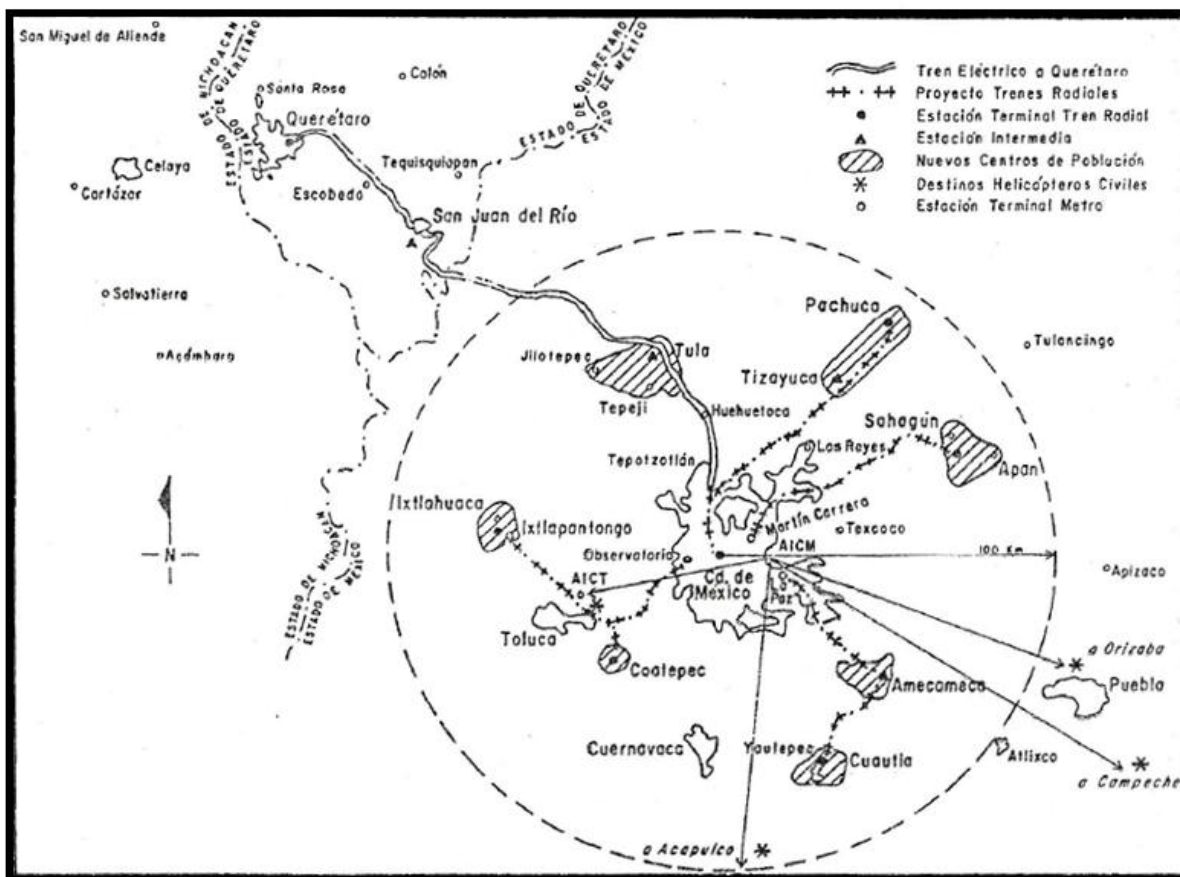 San Miguel de Allende
ESTADO DE MICHOACAN
ESTADO DE QUERÉTARO
Colón
Santa Rosa
Querétaro
ESTADO DE QUERÉTARO
ESTADO DE MÉXICO
Tren Eléctrico a Querétaro
Proyecto Trenes Radiales
Estación Terminal Tren Radial
Estación Intermedia
Nuevos Centros de Población
Destinos Helicópteros Civiles
Estación Terminal Metro
Celaya
Cortázar
Tequisquiapan
Escobedo
San Juan del Río
Salvatierra
Acámbaro
Pachuca
Tulancingo
Jilotepec
Tula
Tizayuca
Tepeji
Huehuetoca
Sahagún
Los Reyes
Apan
Tepotzotlán
Ixtlahuaca
Ixtlapantongo
Martín Carrera
Texcoco
N
ESTADO DE MICHOACAN
ESTADO DE MÉXICO
Observatorio
AICM
100 Km
Apizaco
AICT
Cd. de
México
Paz
Toluca
Coatepec
a Orizaba
Amecameca
Puebla
Cuernavaca
Yautepec
Cuautla
Atlixco
a Campeche
a Acapulco